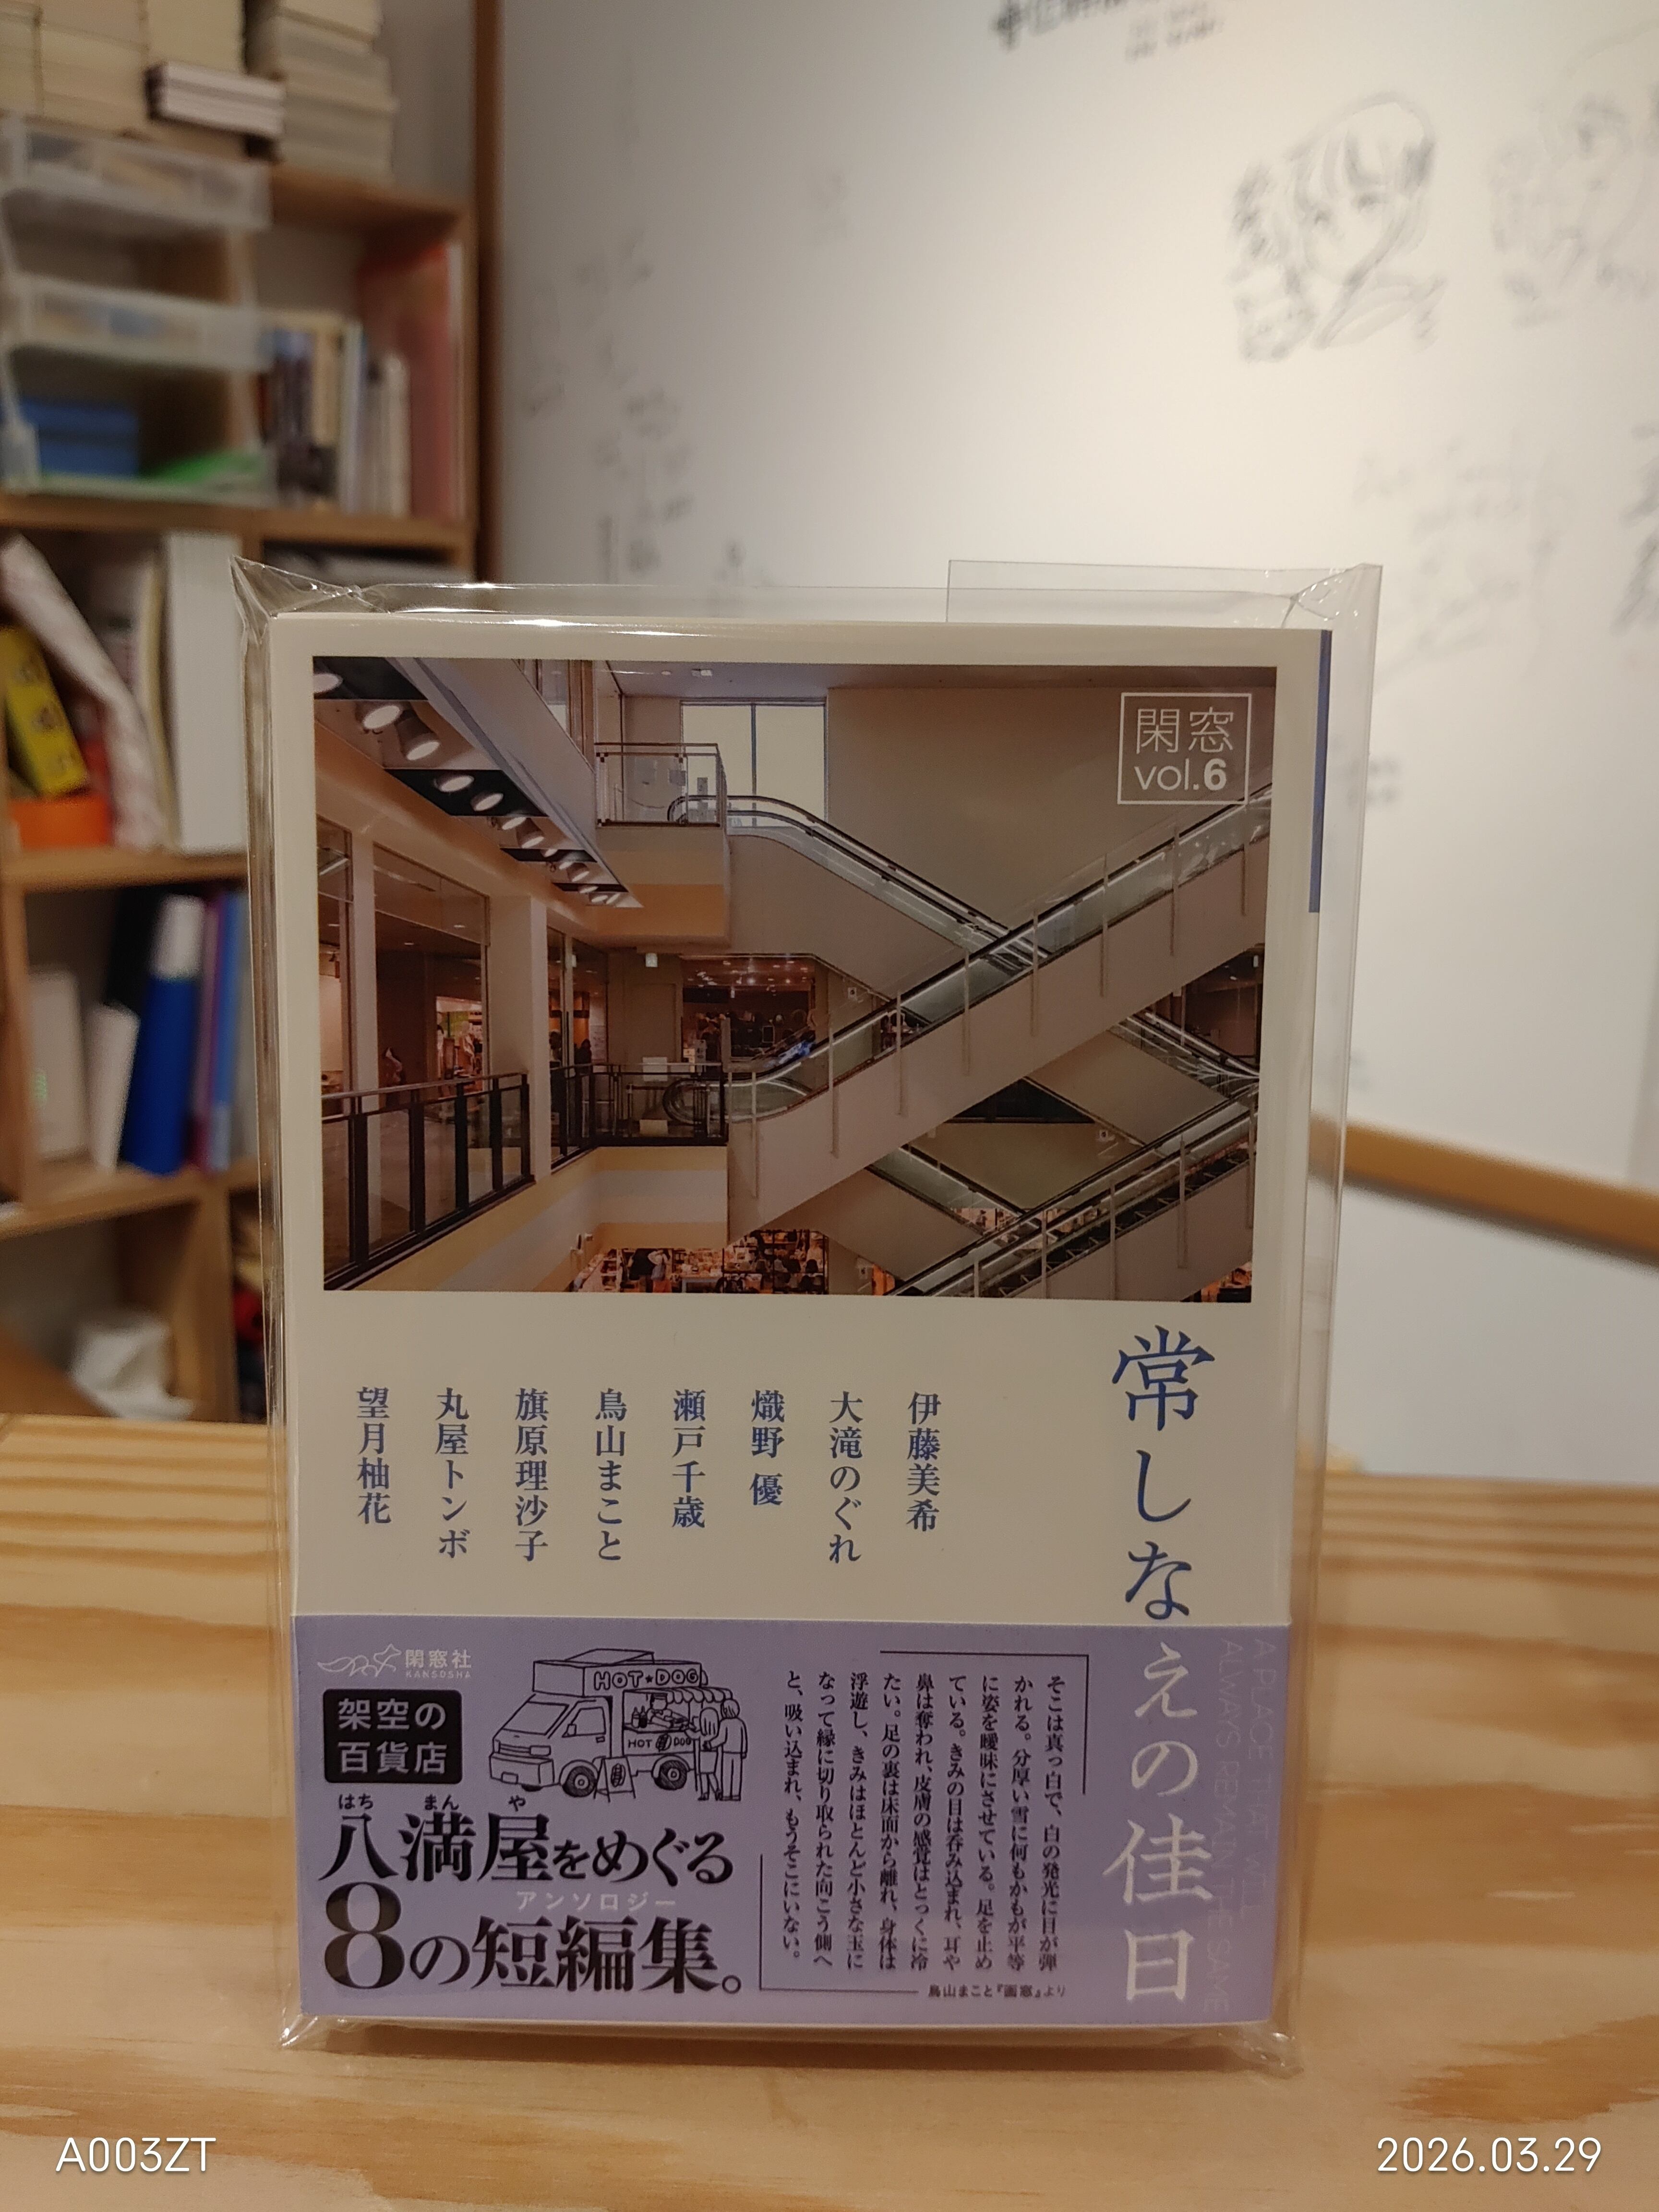 閑窓
vol.6
常しなえの佳日
A PLACE THAT WILL
ALWAYS REMAIN THE SAME
伊藤美希
大滝のぐれ
熾野 優
瀬戸千歳
鳥山まこと
旗原理沙子
丸屋トンボ
望月柚花
そこは真っ白で、白の発光に目が弾
かれる。分厚い雪に何もかもが平等
に姿を曖昧にさせている。足を止め
ている。きみの目は呑み込まれ、耳や
鼻は奪われ、皮膚の感覚はとっくに冷
たい。足の裏は床面から離れ、身体は
浮遊し、きみはほとんど小さな玉に
なって縁に切り取られた向こう側へ
と、吸い込まれ、もうそこにいない。
鳥山まこと『画窓』より
閑窓社
KANSOSHA
HOT★DOG
HOT DOG
架空の
百貨店
はち まん や
八満屋をめぐる
アンソロジー
8の短編集。
A003ZT
2026.03.29